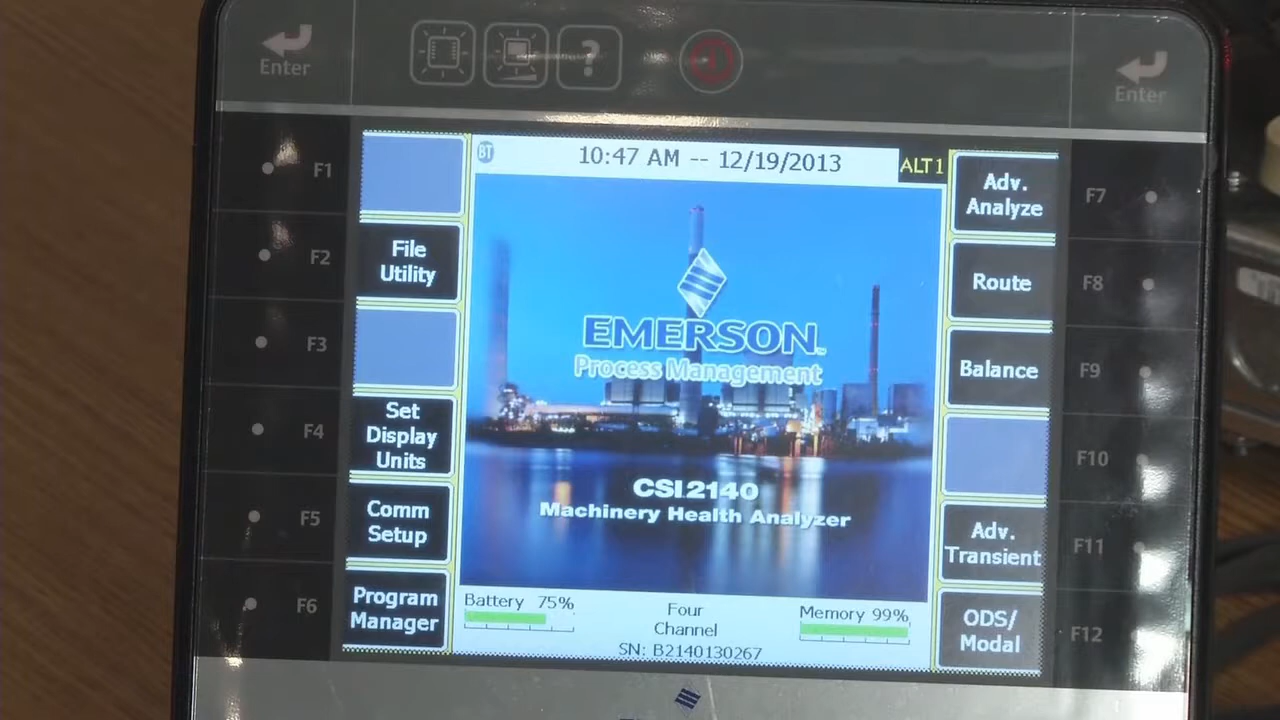 Enter
?
Enter
F1
F2
File
Utility
F3
F4
Set
Display
Units
F5
Comm
Setup
F6
Program
Manager
BT
10:47 AM -- 12/19/2013
ALT1
EMERSON™
Process Management
CSI 2140
Machinery Health Analyzer
Battery 75%
Four
Channel
SN: B2140130267
Memory 99%
Adv.
Analyze
F7
Route
F8
Balance
F9
F10
Adv.
Transient
F11
ODS/
Modal
F12